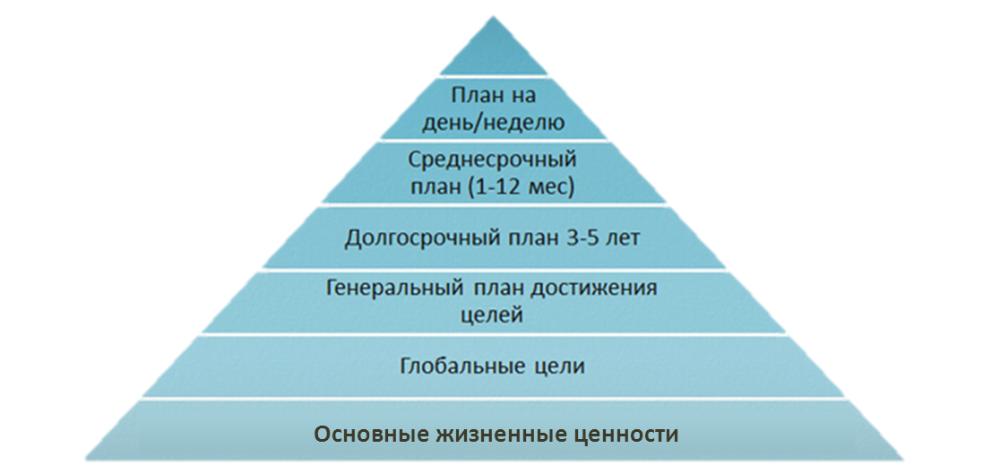 План на
день/неделю
Среднесрочный
план (1-12 мес)
Долгосрочный план 3-5 лет
Генеральный план достижения
целей
Глобальные цели
Основные жизненные ценности